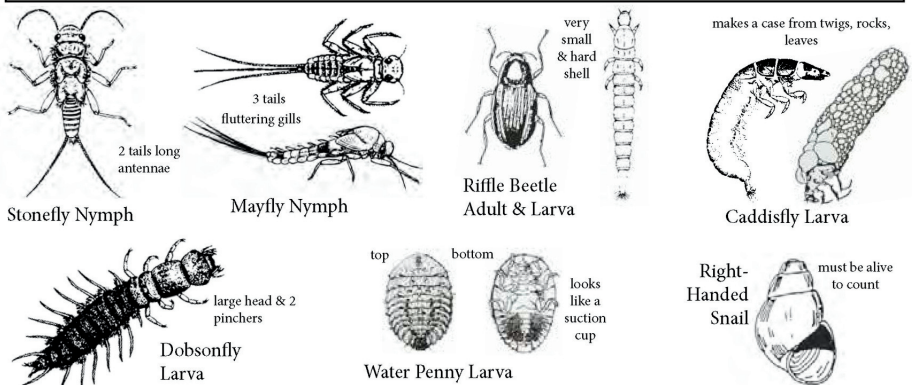 2 tails long
antennae
Stonefly Nymph
3 tails
fluttering gills
Mayfly Nymph
very
small
& hard
shell
Riffle Beetle
Adult & Larva
makes a case from twigs, rocks,
leaves
Caddisfly Larva
large head & 2
pinchers
Dobsonfly
Larva
top
bottom
looks
like a
suction
cup
Water Penny Larva
Right-
Handed
Snail
must be alive
to count